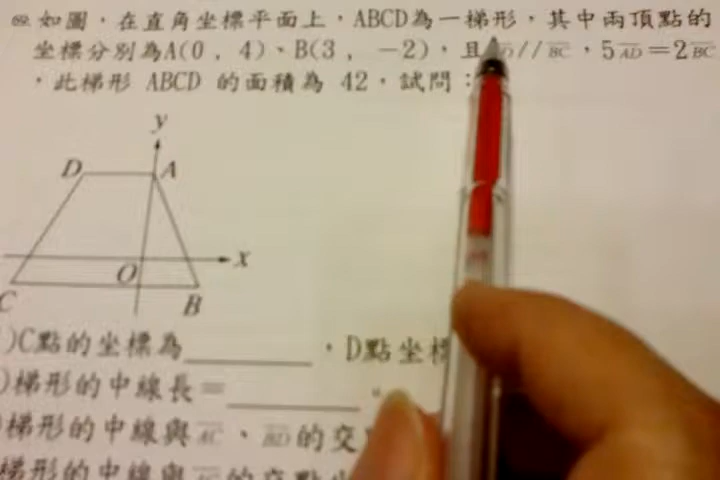 69. 如圖，在直角坐標平面上，ABCD為一梯形，其中兩頂點的
坐標分別為A(0，4)、B(3，-2)，且 D//BC，5AD=2BC
，此梯形 ABCD 的面積為 42，試問：
y
D A
x
O
C B
)C點的坐標為______，D點坐標
)梯形的中線長=______。
梯形的中線與AC、BD的交
梯形的中線與 的交點